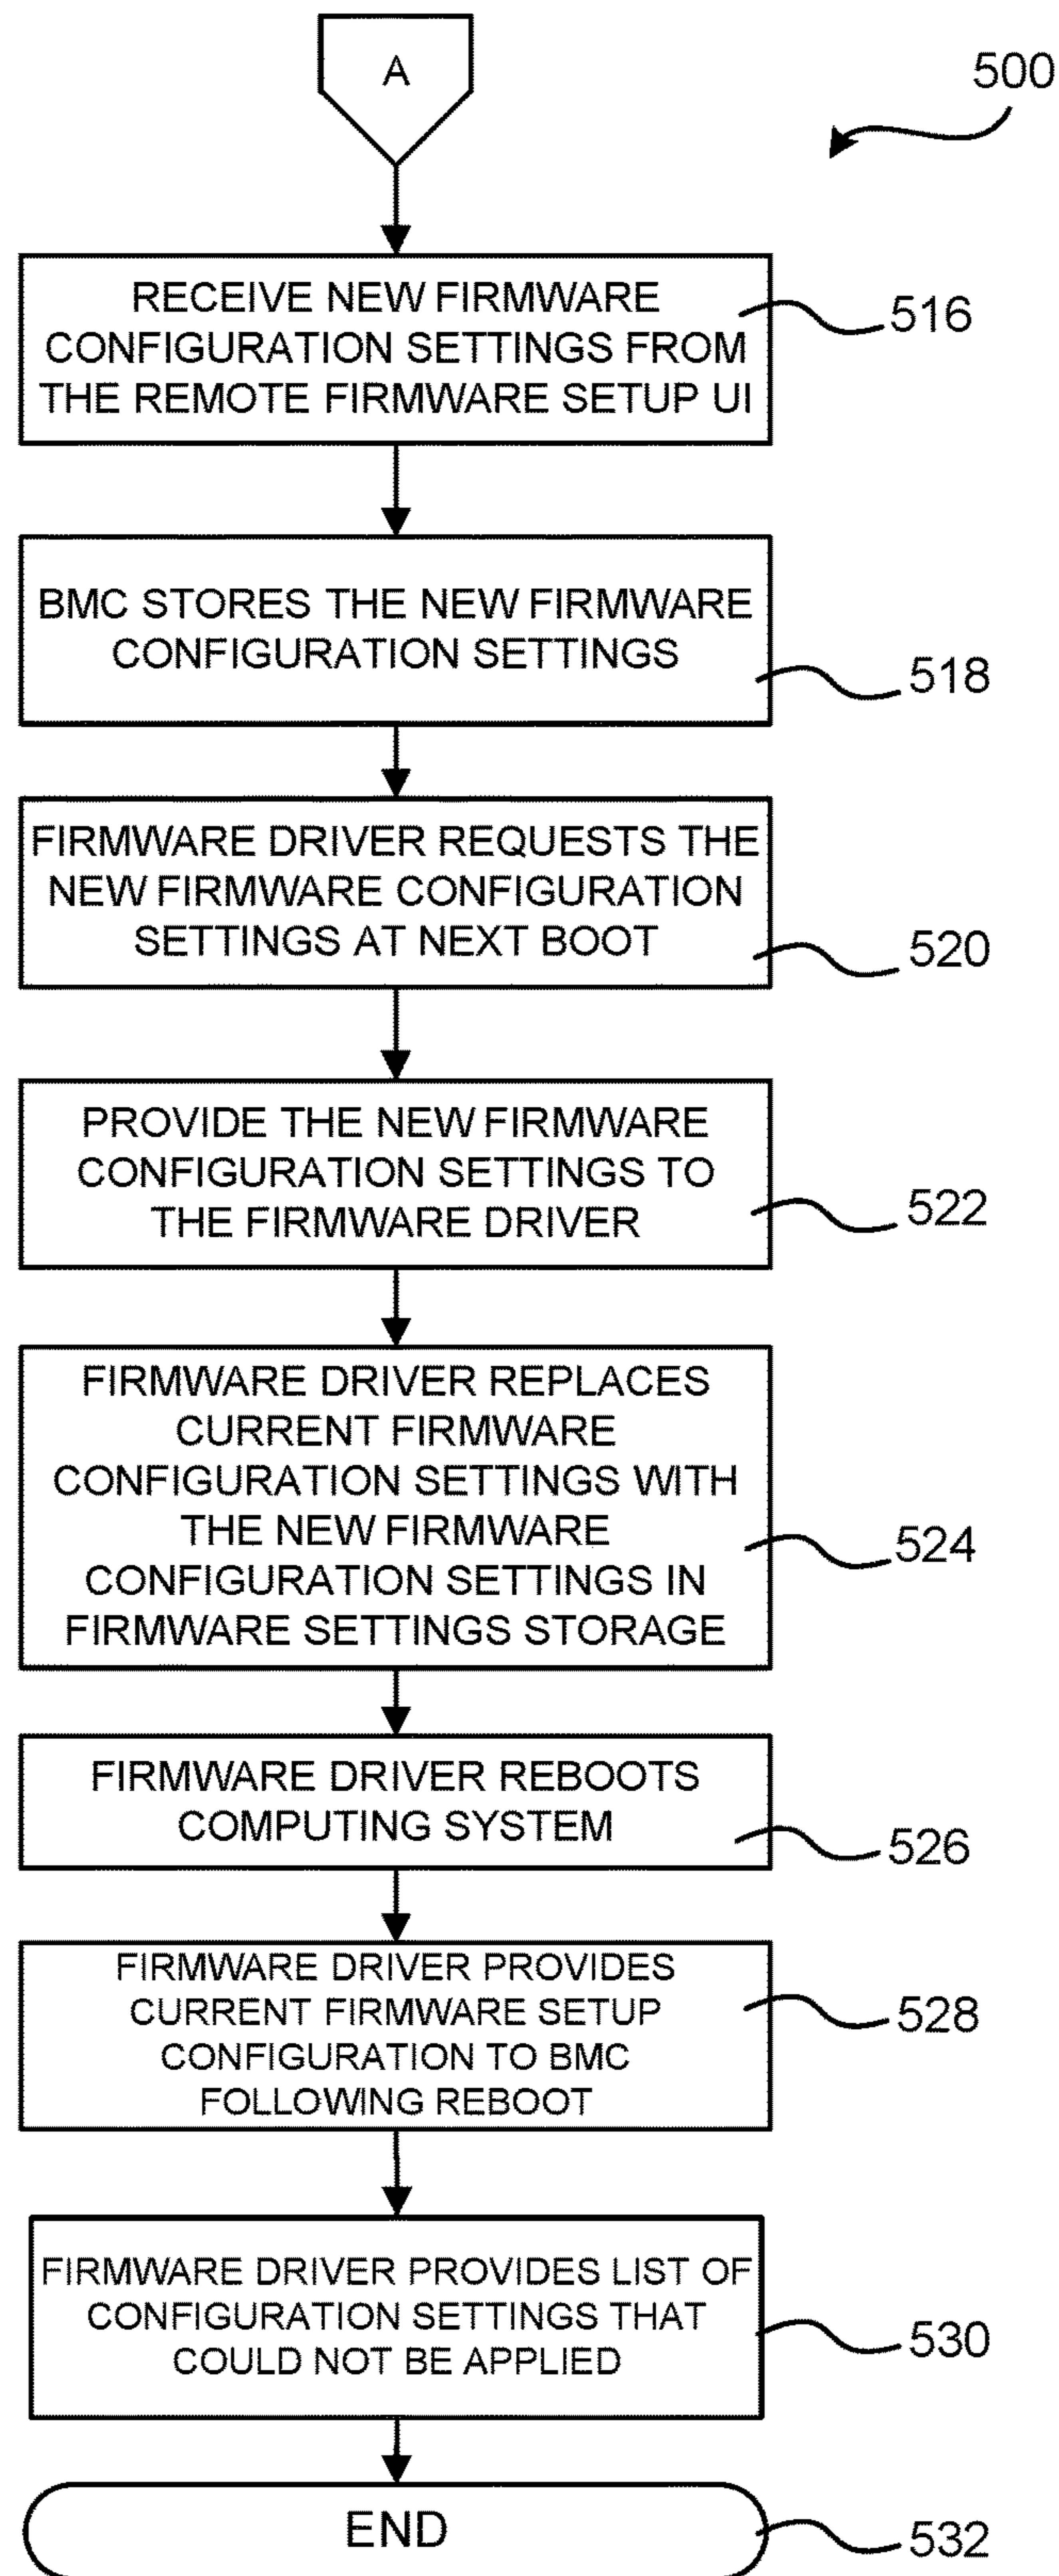 A
500
RECEIVE NEW FIRMWARE
CONFIGURATION SETTINGS FROM
THE REMOTE FIRMWARE SETUP UI
516
BMC STORES THE NEW FIRMWARE
CONFIGURATION SETTINGS
518
FIRMWARE DRIVER REQUESTS THE
NEW FIRMWARE CONFIGURATION
SETTINGS AT NEXT BOOT
520
PROVIDE THE NEW FIRMWARE
CONFIGURATION SETTINGS TO
THE FIRMWARE DRIVER
522
FIRMWARE DRIVER REPLACES
CURRENT FIRMWARE
CONFIGURATION SETTINGS WITH
THE NEW FIRMWARE
CONFIGURATION SETTINGS IN
FIRMWARE SETTINGS STORAGE
524
FIRMWARE DRIVER REBOOTS
COMPUTING SYSTEM
526
FIRMWARE DRIVER PROVIDES
CURRENT FIRMWARE SETUP
CONFIGURATION TO BMC
FOLLOWING REBOOT
528
FIRMWARE DRIVER PROVIDES LIST OF
CONFIGURATION SETTINGS THAT
COULD NOT BE APPLIED
530
END
532